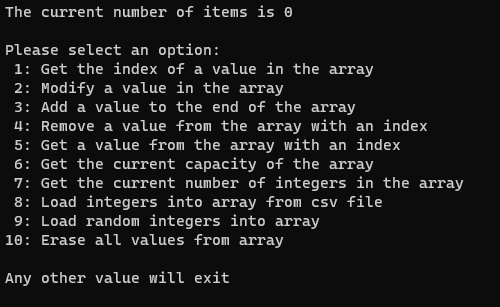 The current number of items is 0
Please select an option:
1: Get the index of a value in the array
2: Modify a value in the array
3: Add a value to the end of the array
4: Remove a value from the array with an index
5: Get a value from the array with an index
6: Get the current capacity of the array
7: Get the current number of integers in the array
8: Load integers into array from csv file
9: Load random integers into array
10: Erase all values from array
Any other value will exit